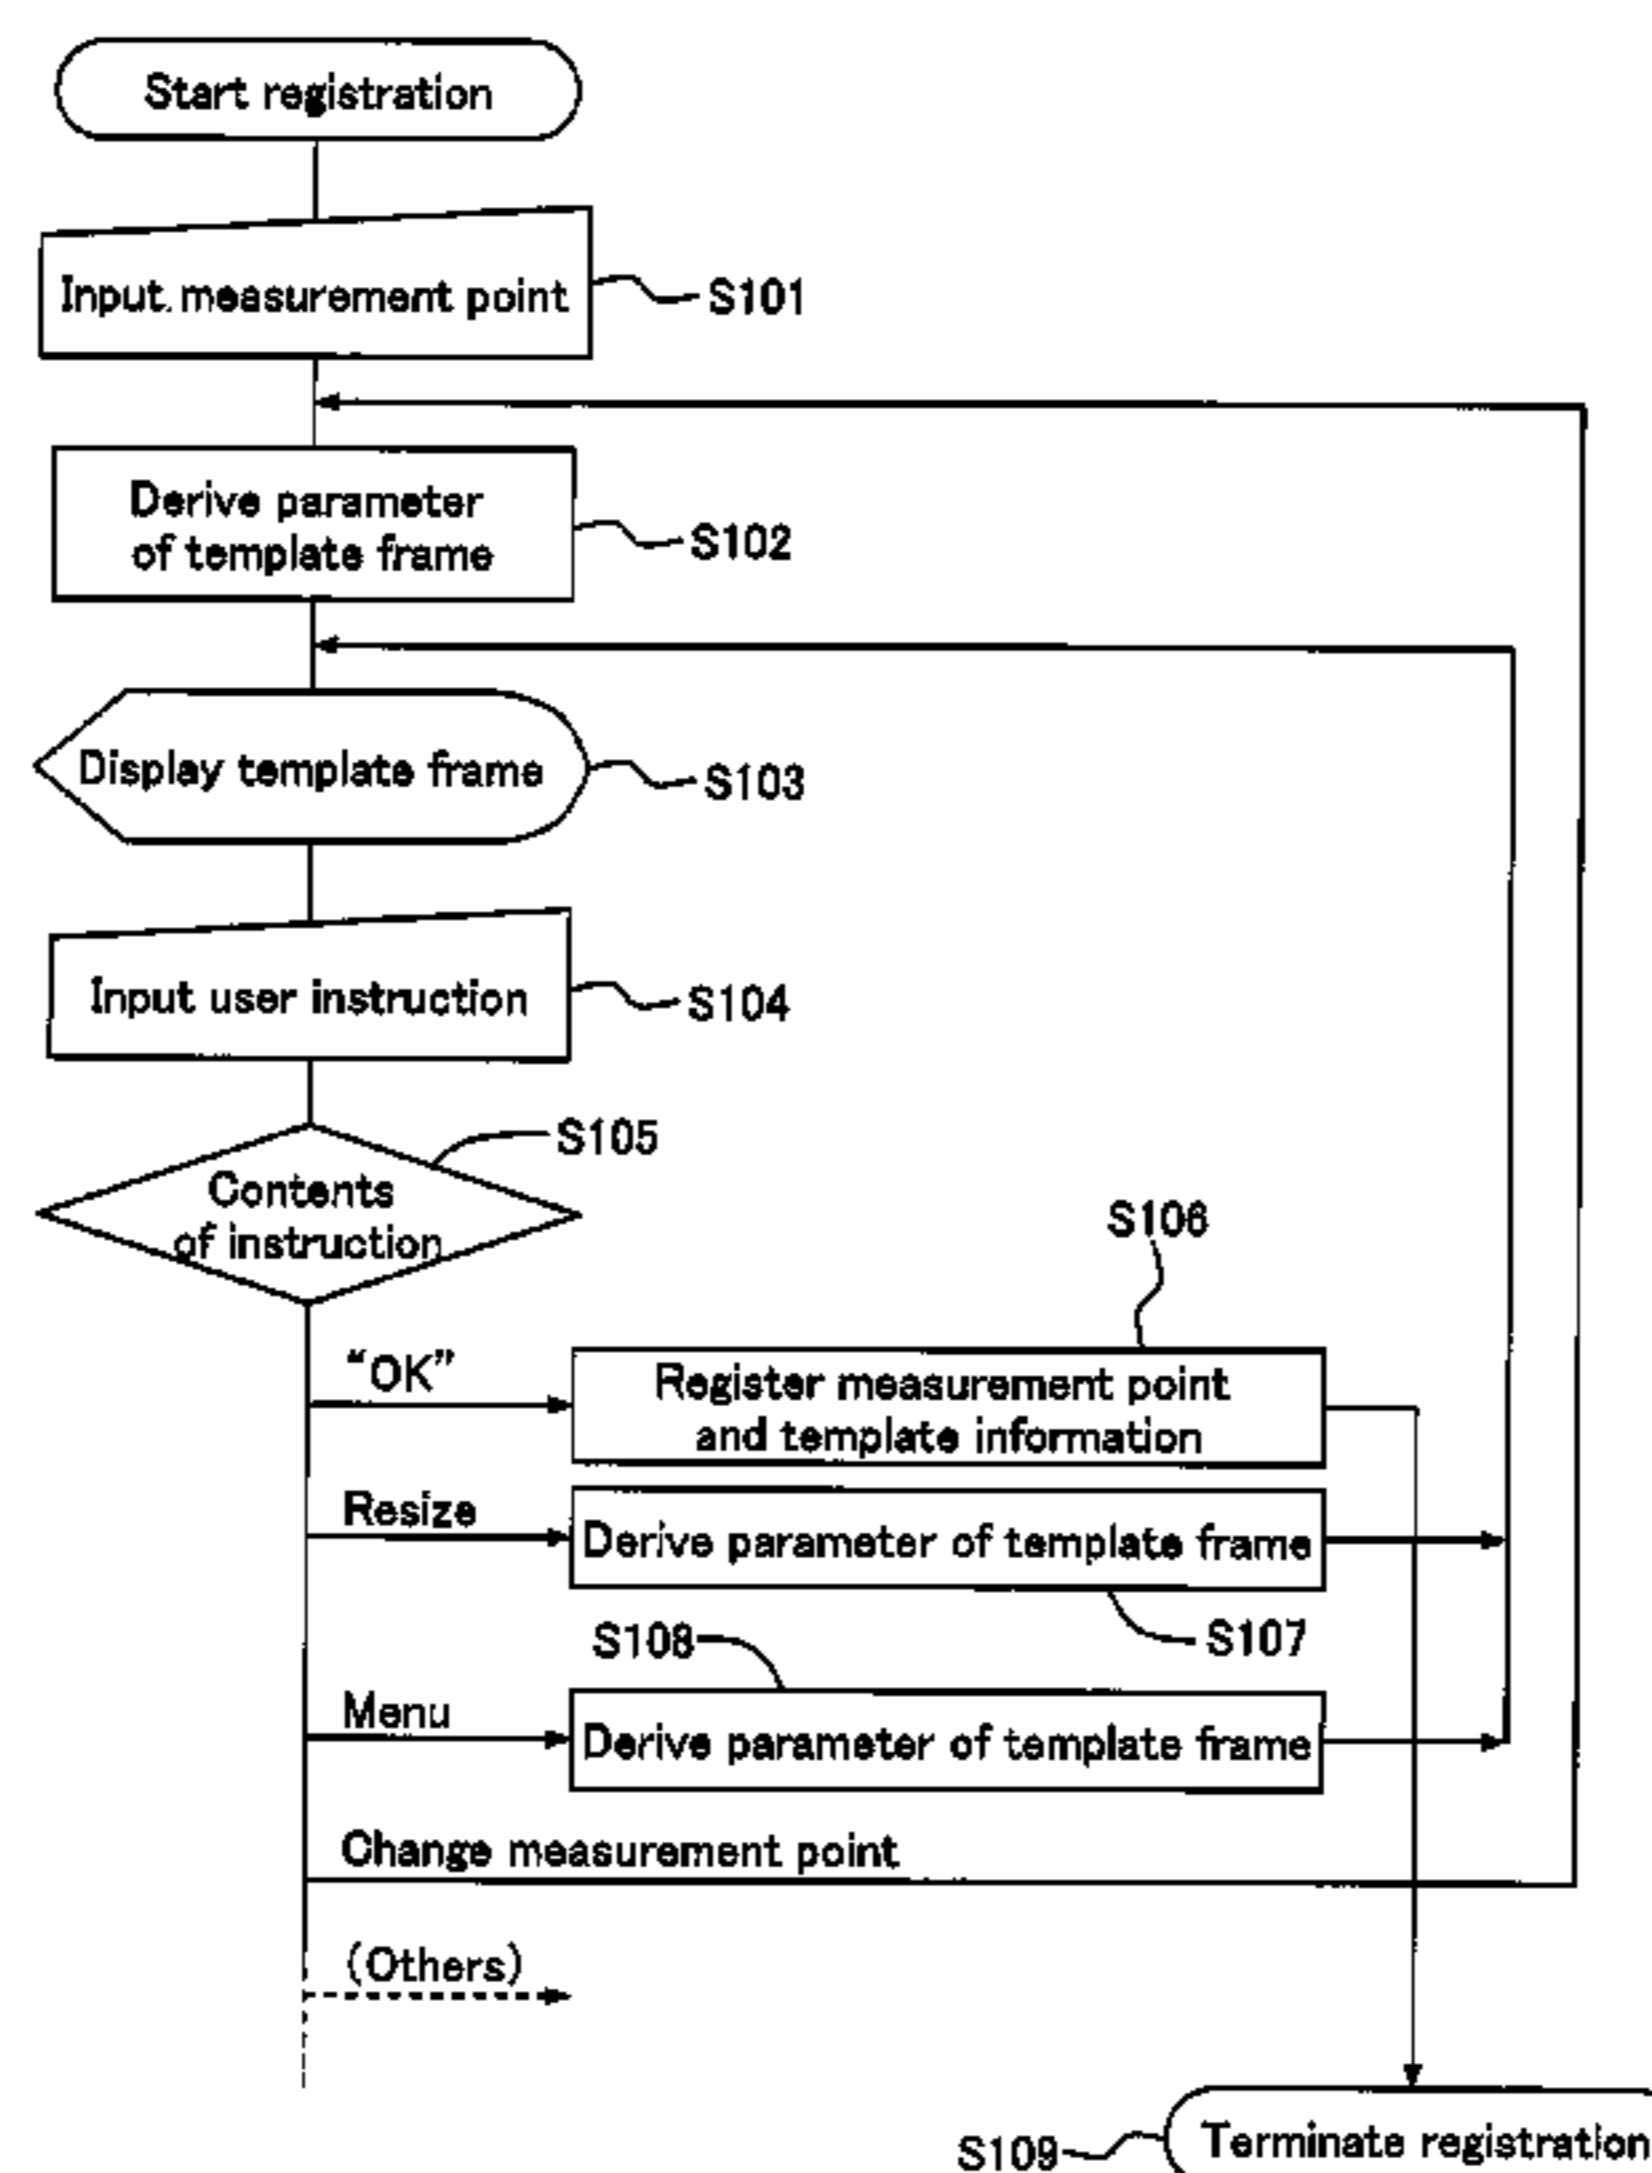 Start registration
Input measurement point
S101
Derive parameter
of template frame
S102
Display template frame
S103
Input user instruction
S104
S105
Contents
of instruction
S106
"OK"
Register measurement point
and template information
Resize
Derive parameter of template frame
S107
S108
Menu
Derive parameter of template frame
Change measurement point
(Others)
S109
Terminate registration